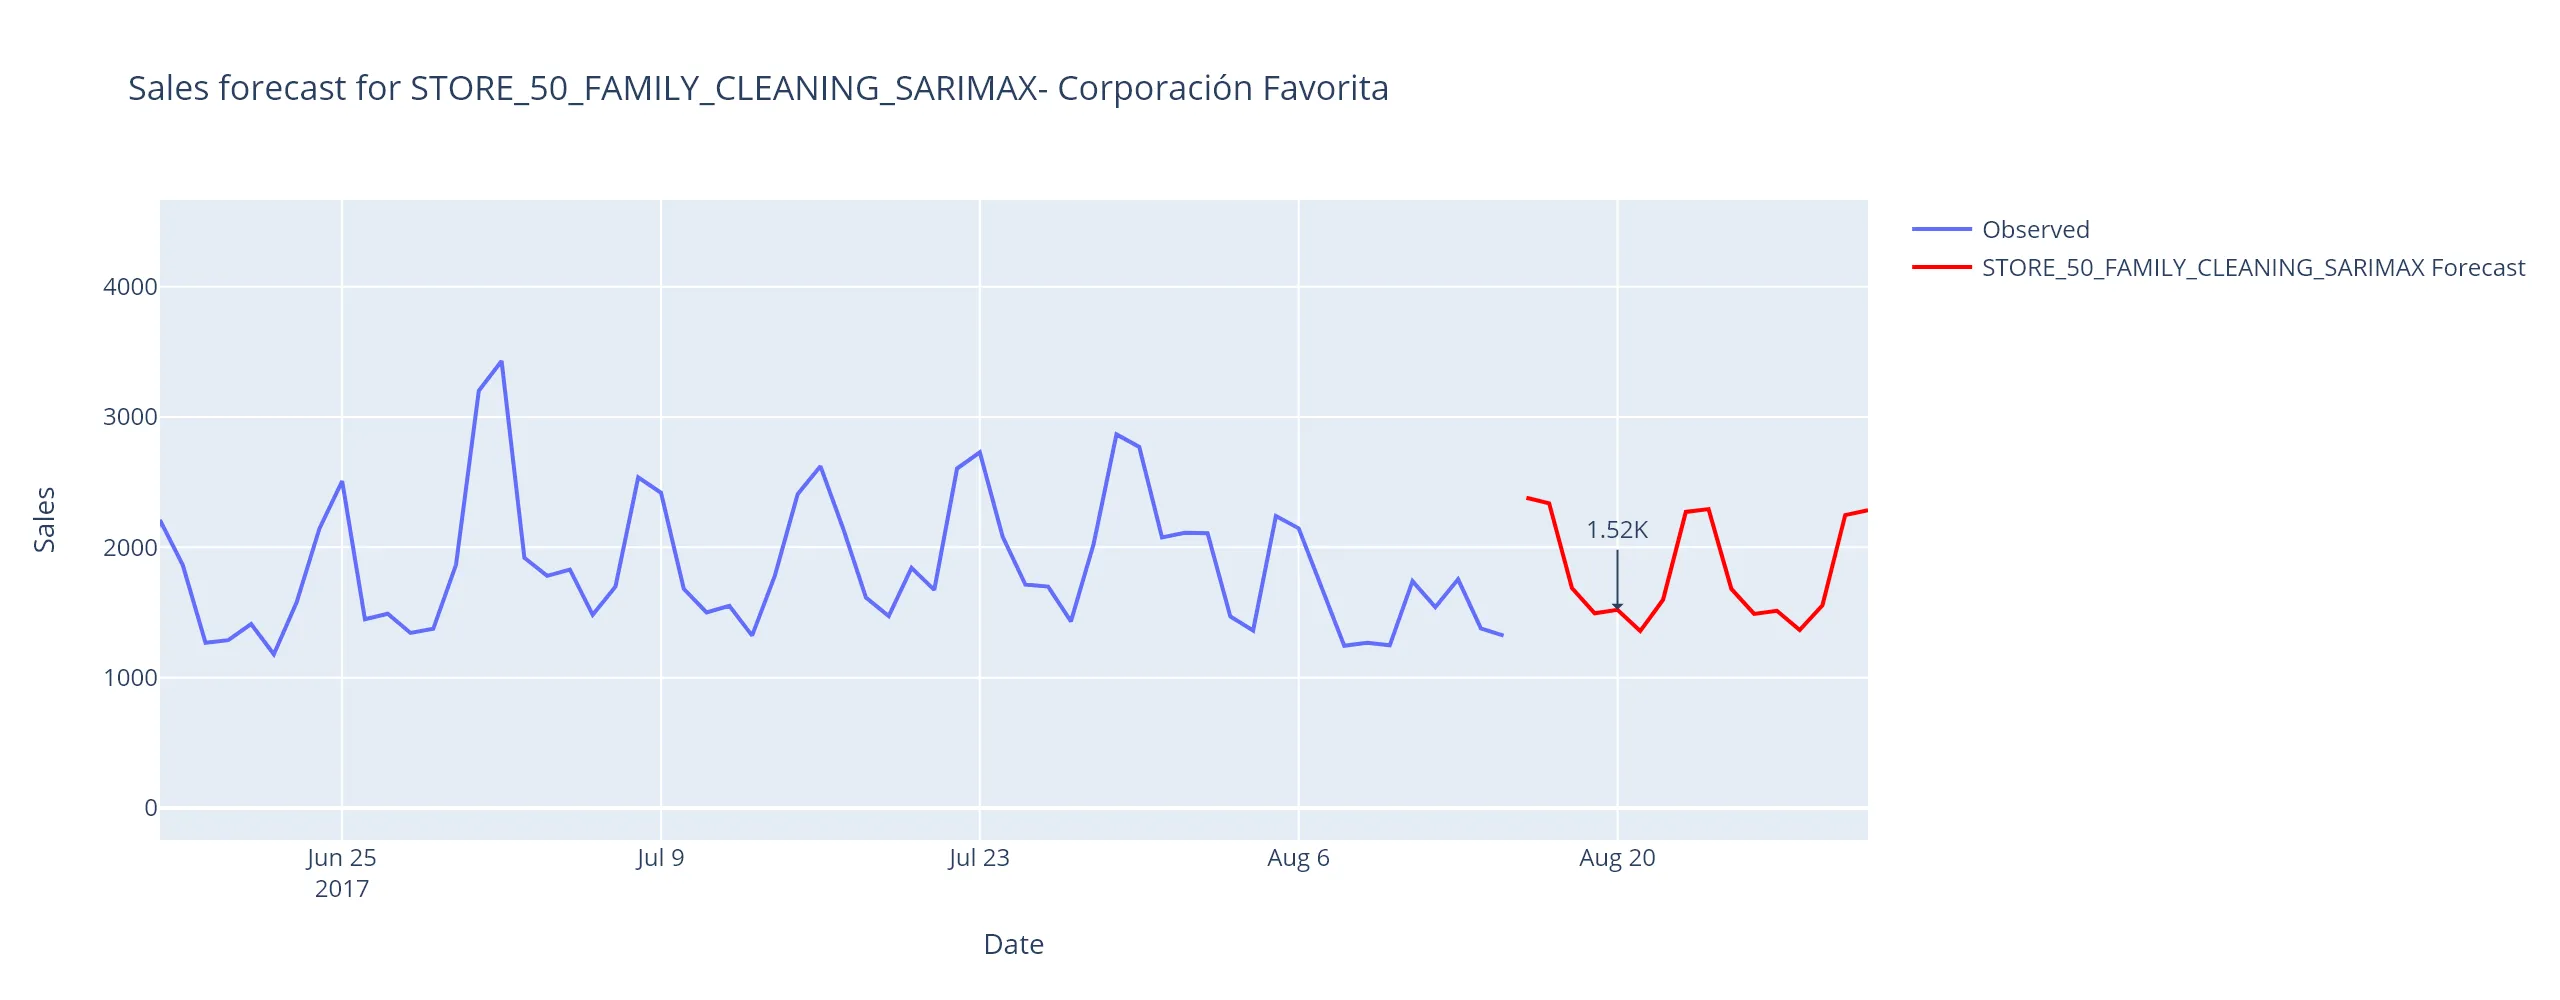 Sales forecast for STORE_50_FAMILY_CLEANING_SARIMAX- Corporación Favorita
Observed
STORE_50_FAMILY_CLEANING_SARIMAX Forecast
4000
3000
2000
1000
0
Sales
1.52K
Jun 25
2017
Jul 9
Jul 23
Aug 6
Aug 20
Date